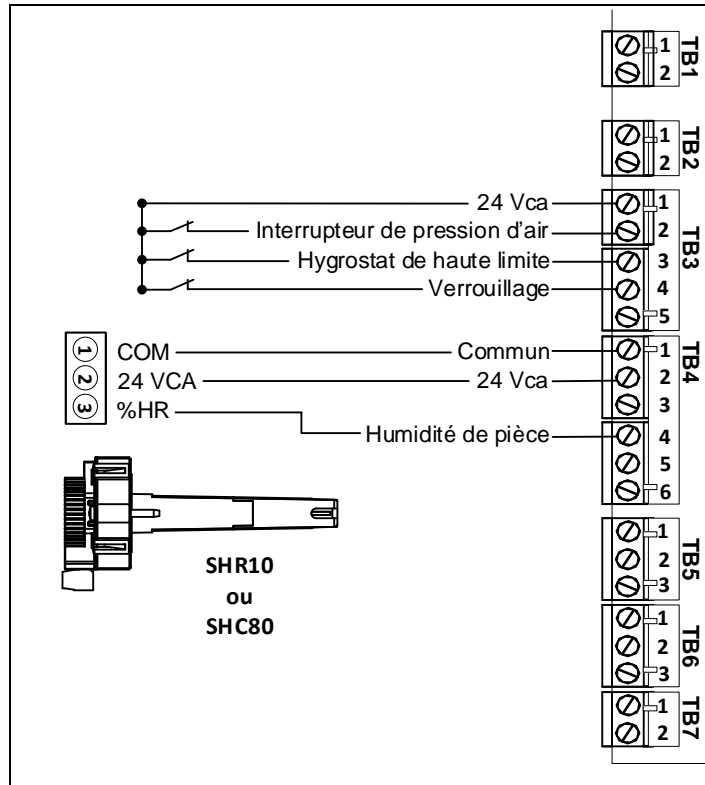 1
2
TB1
1
2
TB2
24 Vca 1
Interrupteur de pression d'air 2
Hygrostat de haute limite 3
Verrouillage 4
5
TB3
1 COM Commun 1
2 24 VCA 24 Vca 2
3 %HR 3
Humidité de pièce 4
5
6
TB4
SHR10
ou
SHC80
1
2
3
TB5
1
2
3
TB6
1
2
TB7